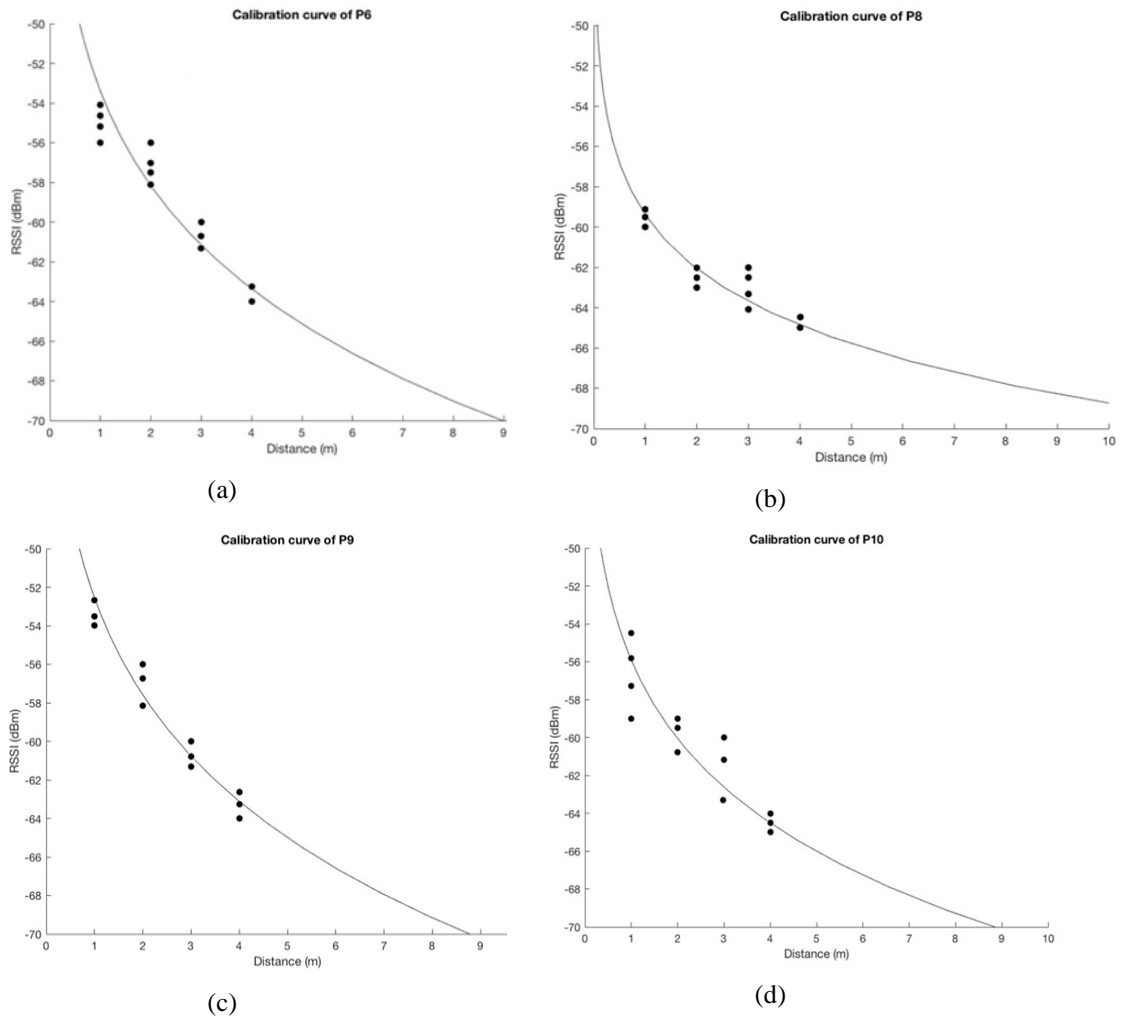 Calibration curve of P6
-50
-52
-54
-56
-58
-60
-62
-64
-66
-68
-70
RSSI (dBm)
0 1 2 3 4 5 6 7 8 9
Distance (m)
(a)
Calibration curve of P8
-50
-52
-54
-56
-58
-60
-62
-64
-66
-68
-70
RSSI (dBm)
0 1 2 3 4 5 6 7 8 9 10
Distance (m)
(b)
Calibration curve of P9
-50
-52
-54
-56
-58
-60
-62
-64
-66
-68
-70
RSSI (dBm)
0 1 2 3 4 5 6 7 8 9
Distance (m)
(c)
Calibration curve of P10
-50
-52
-54
-56
-58
-60
-62
-64
-66
-68
-70
RSSI (dBm)
0 1 2 3 4 5 6 7 8 9 10
Distance (m)
(d)